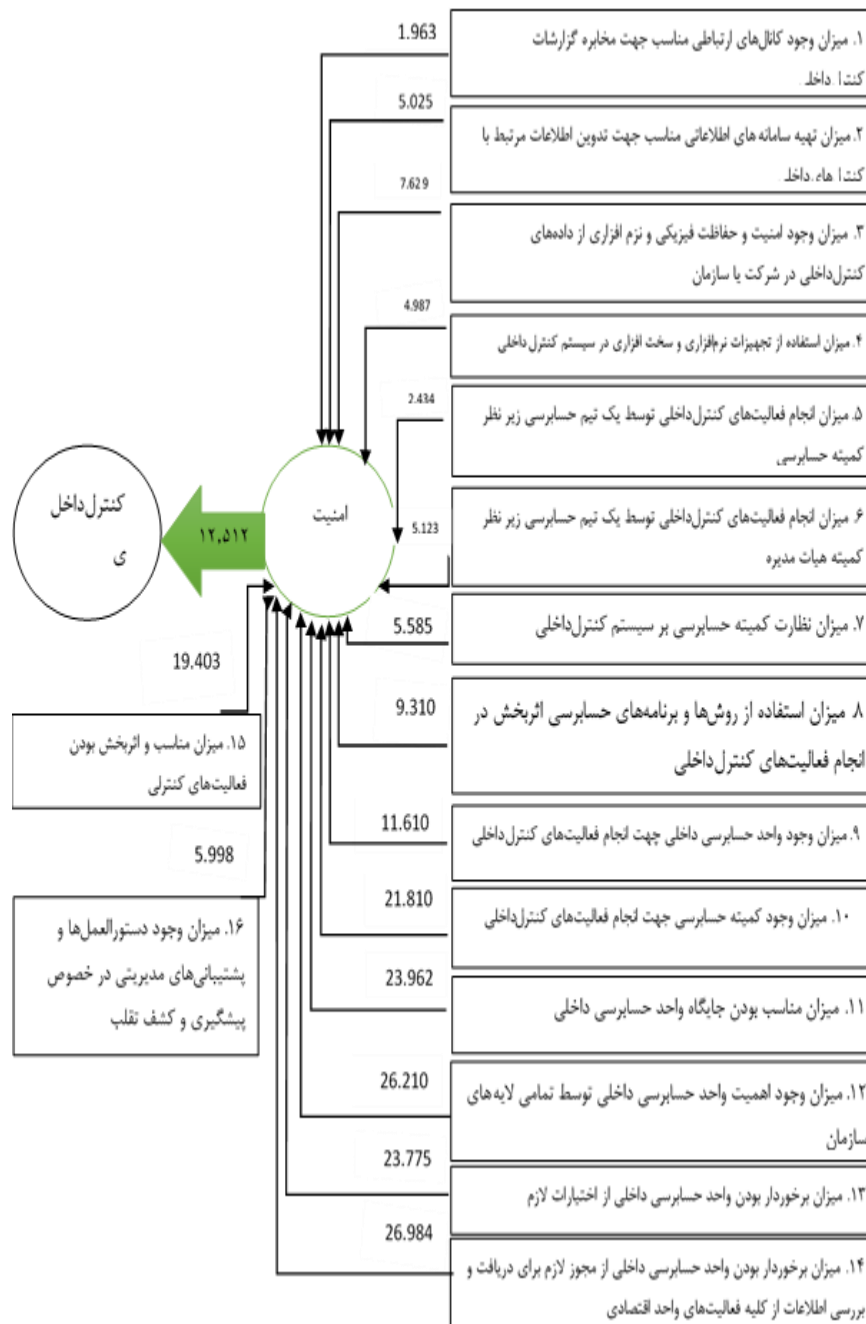 1.963
۱. میزان وجود کانال‌های ارتباطی مناسب جهت مخابره گزارشات
کنترل داخلی
5.025
۲. میزان تهیه سامانه های اطلاعاتی مناسب جهت تدوین اطلاعات مرتبط با
کنترل های داخلی
7.629
۳. میزان وجود امنیت و حفاظت فیزیکی و نزم افزاری از داده‌های
کنترل‌داخلی در شرکت یا سازمان
4.987
۴. میزان استفاده از تجهیزات نرم‌افزاری و سخت افزاری در سیستم کنترل‌داخلی
2.434
۵. میزان انجام فعالیت‌های کنترل‌داخلی توسط یک تیم حسابرسی زیر نظر
کمیته حسابرسی
5.123
۶. میزان انجام فعالیت‌های کنترل‌داخلی توسط یک تیم حسابرسی زیر نظر
کمیته هیات مدیره
5.585
۷. میزان نظارت کمیته حسابرسی بر سیستم کنترل‌داخلی
9.310
۸. میزان استفاده از روش‌ها و برنامه‌های حسابرسی اثربخش در
انجام فعالیت‌های کنترل‌داخلی
11.610
۹. میزان وجود واحد حسابرسی داخلی چهت انجام فعالیت‌های کنترل‌داخلی
21.810
۱۰. میزان وجود کمیته حسابرسی جهت انجام فعالیت‌های کنترل‌داخلی
23.962
۱۱. میزان مناسب بودن جایگاه واحد حسابرسی داخلی
26.210
۱۲. میزان وجود اهمیت واحد حسابرسی داخلی توسط تمامی لایه های
سازمان
23.775
۱۳. میزان برخوردار بودن واحد حسابرسی داخلی از اختیارات لازم
26.984
۱۴. میزان برخوردار بودن واحد حسابرسی داخلی از مجوز لازم برای دریافت و
بررسی اطلاعات از کلیه فعالیت‌های واحد اقتصادی
امنیت
۱۲,۵۱۲
کنترل‌داخل
ی
19.403
۱۵. میزان مناسب و اثربخش بودن
فعالیت‌های کنترلی
5.998
۱۶. میزان وجود دستورالعمل‌ها و
پشتیبانی‌های مدیریتی در خصوص
پیشگیری و کشف تقلب